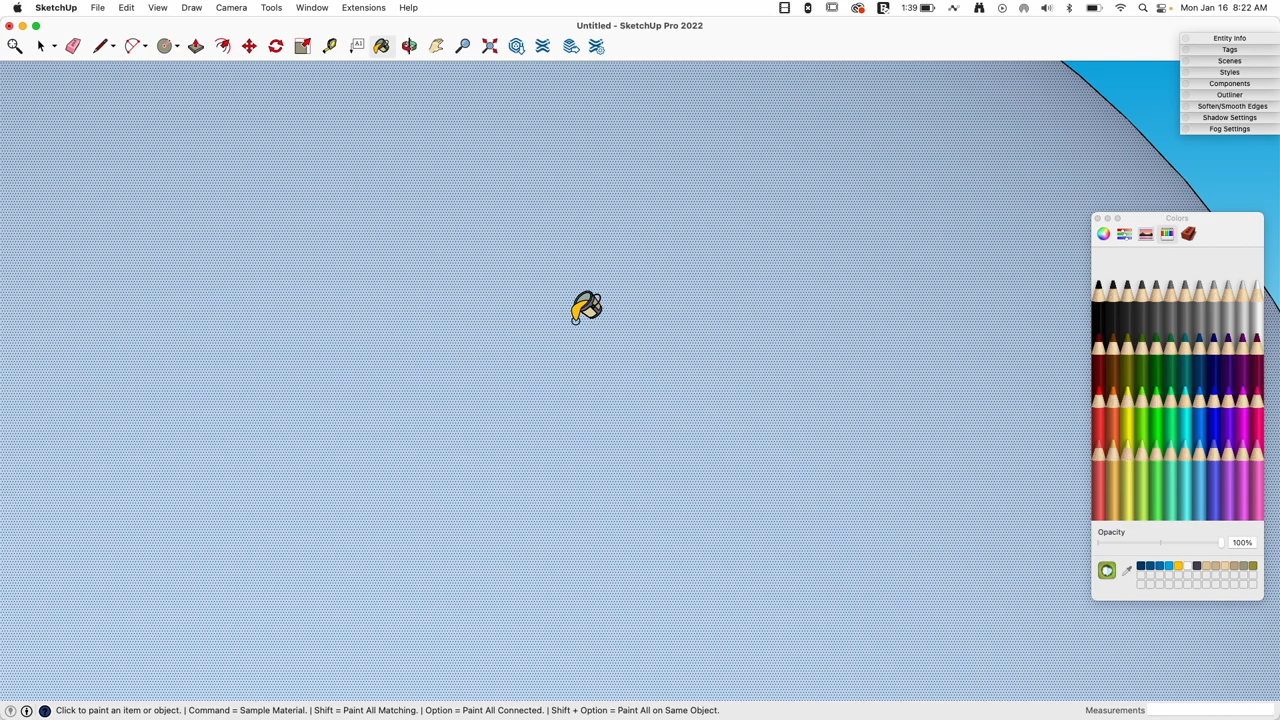 SketchUp File Edit View Draw Camera Tools Window Extensions Help 1:39 Mon Jan 16 8:22 AM
Untitled - SketchUp Pro 2022
A1
Entity Info
Tags
Scenes
Styles
Components
Outliner
Soften/Smooth Edges
Shadow Settings
Fog Settings
Colors
Opacity
100%
Click to paint an item or object. | Command = Sample Material. | Shift = Paint All Matching. | Option = Paint All Connected. | Shift + Option = Paint All on Same Object. Measurements